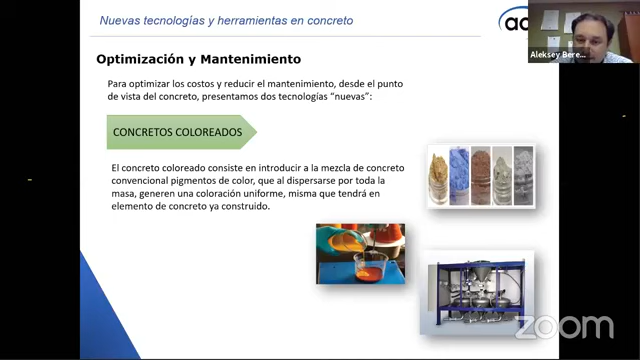 Nuevas tecnologías y herramientas en concreto
Aleksey Bere...
Optimización y Mantenimiento
Para optimizar los costos y reducir el mantenimiento, desde el punto
de vista del concreto, presentamos dos tecnologías “nuevas”:
CONCRETOS COLOREADOS
El concreto coloreado consiste en introducir a la mezcla de concreto
convencional pigmentos de color, que al dispersarse por toda la
masa, generen una coloración uniforme, misma que tendrá en
elemento de concreto ya construido.
zoom